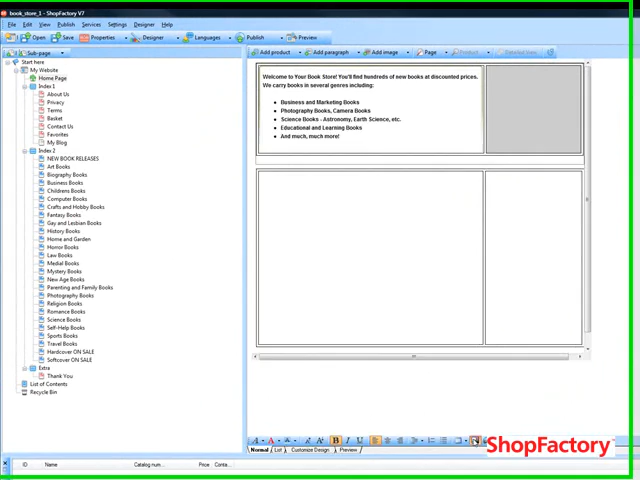 book_store_1 - ShopFactory V7
File Edit View Publish Services Settings Designer Help
Open Save Properties Designer Languages Publish Preview
Sub-page
Add product Add paragraph Add image Page Product Detailed view
Start here
My Website
Home Page
Index 1
About Us
Privacy
Terms
Basket
Contact Us
Favorites
My Blog
Index 2
NEW BOOK RELEASES
Art Books
Biography Books
Business Books
Childrens Books
Computer Books
Crafts and Hobby Books
Fantasy Books
Gay and Lesbian Books
History Books
Home and Garden
Horror Books
Law Books
Medial Books
Mystery Books
New Age Books
Parenting and Family Books
Photography Books
Religion Books
Romance Books
Science Books
Self-Help Books
Sports Books
Travel Books
Hardcover ON SALE
Softcover ON SALE
Extra
Thank You
List of Contents
Recycle Bin
Welcome to Your Book Store! You'll find hundreds of new books at discounted prices.
We carry books in several genres including:
Business and Marketing Books
Photography Books, Camera Books
Science Books - Astronomy, Earth Science, etc.
Educational and Learning Books
And much, much more!
A A B I U
Normal List Customize Design Preview
ShopFactory
ID Name Catalog num... Price Conta...